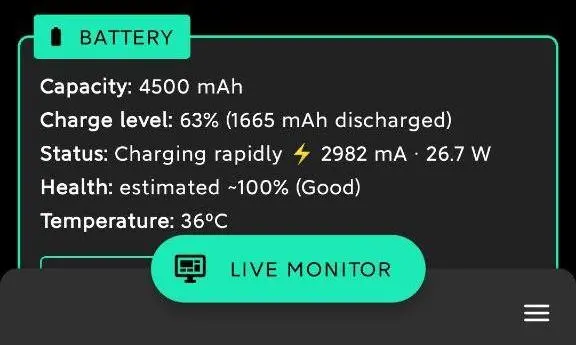 BATTERY
Capacity: 4500 mAh
Charge level: 63% (1665 mAh discharged)
Status: Charging rapidly ⚡ 2982 mA · 26.7 W
Health: estimated ~100% (Good)
Temperature: 36°C
LIVE MONITOR